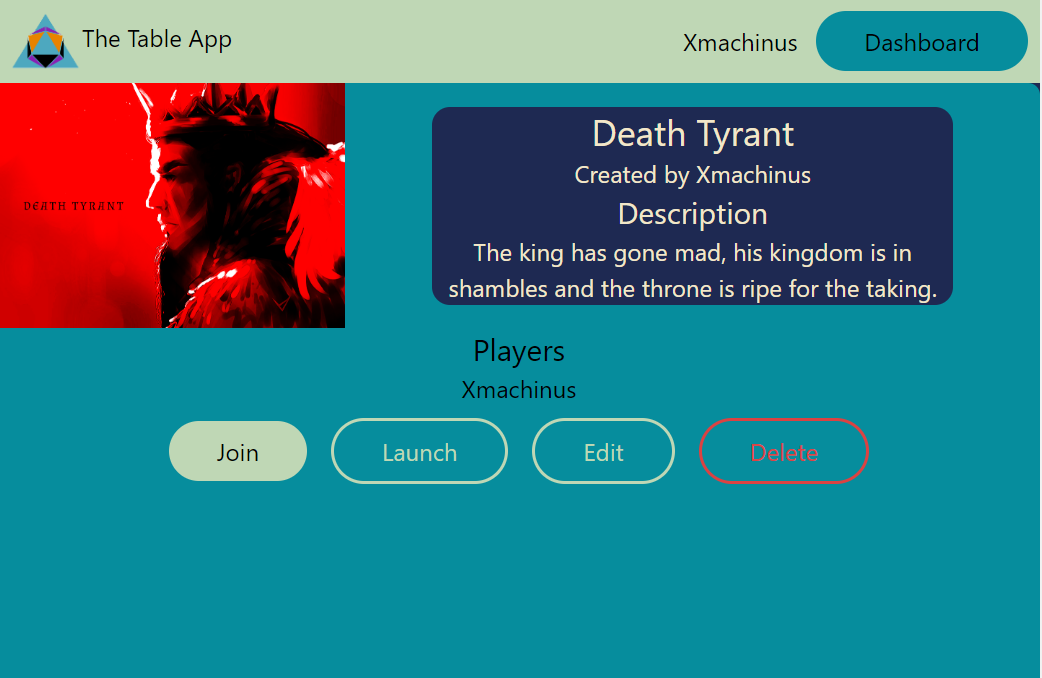 The Table App
Xmachinus
Dashboard
DEATH TYRANT
Death Tyrant
Created by Xmachinus
Description
The king has gone mad, his kingdom is in
shambles and the throne is ripe for the taking.
Players
Xmachinus
Join
Launch
Edit
Delete